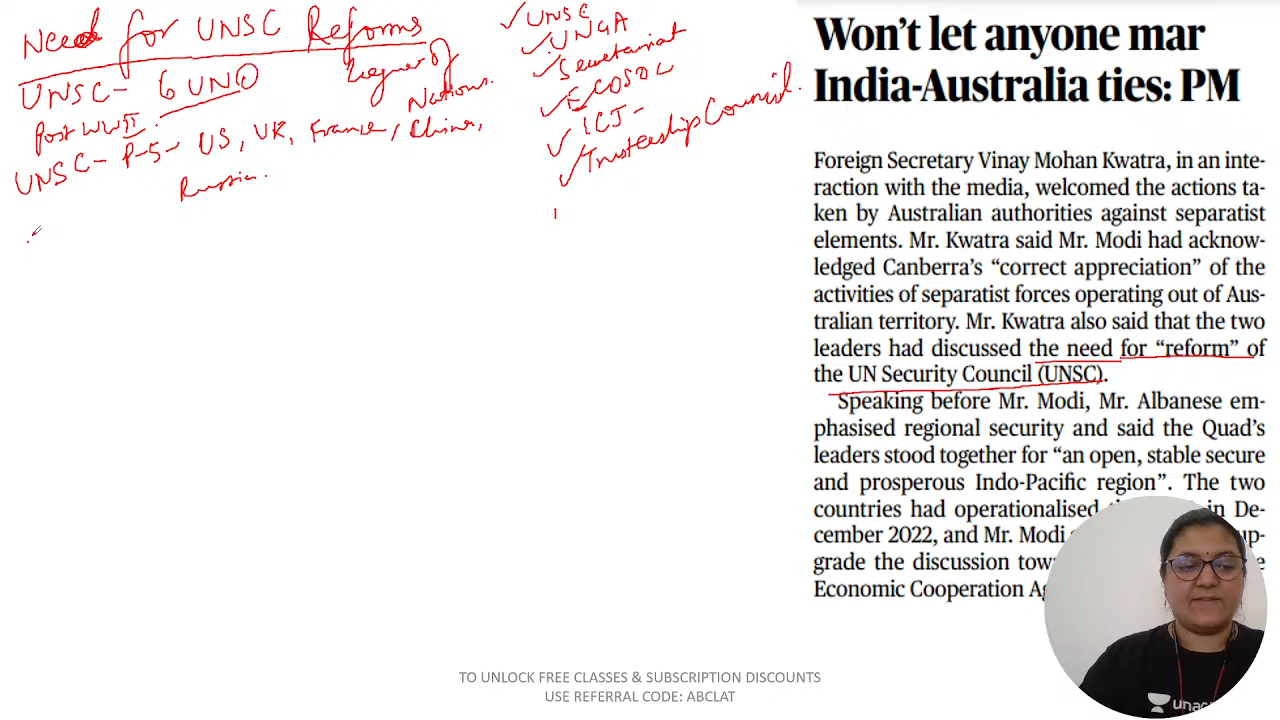 Need for UNSC Reforms
UNSC - 6 UNO
Post WW II.
League of
Nations.
UNSC - P-5 - US, UK, France, China,
Russia.
UNSC
UNGA
Secretariat
ECOSOC
ICJ -
Trusteeship Council.
Won't let anyone mar
India-Australia ties: PM
Foreign Secretary Vinay Mohan Kwatra, in an inte-
raction with the media, welcomed the actions ta-
ken by Australian authorities against separatist
elements. Mr. Kwatra said Mr. Modi had acknow-
ledged Canberra's “correct appreciation” of the
activities of separatist forces operating out of Aus-
tralian territory. Mr. Kwatra also said that the two
leaders had discussed the need for “reform” of
the UN Security Council (UNSC).
Speaking before Mr. Modi, Mr. Albanese em-
phasised regional security and said the Quad's
leaders stood together for “an open, stable secure
and prosperous Indo-Pacific region”. The two
countries had operationalised in De-
cember 2022, and Mr. Modi up-
grade the discussion
Economic Cooperation
TO UNLOCK FREE CLASSES & SUBSCRIPTION DISCOUNTS
USE REFERRAL CODE: ABCLAT